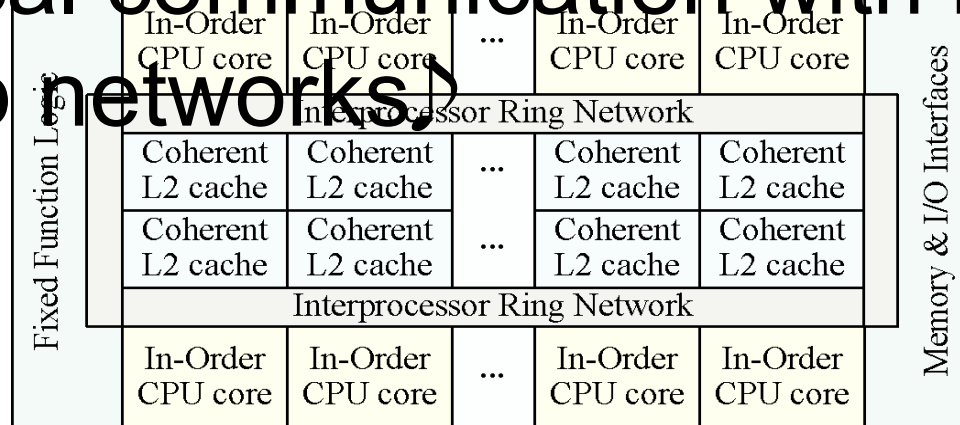 al communication with
In-Order In-Order ... In-Order In-Order
CPU core CPU core CPU core CPU core
networks♪
Interprocessor Ring Network
Coherent Coherent ... Coherent Coherent
L2 cache L2 cache L2 cache L2 cache
Coherent Coherent ... Coherent Coherent
L2 cache L2 cache L2 cache L2 cache
Interprocessor Ring Network
In-Order In-Order ... In-Order In-Order
CPU core CPU core CPU core CPU core
Fixed Function Logic
Memory & I/O Interfaces